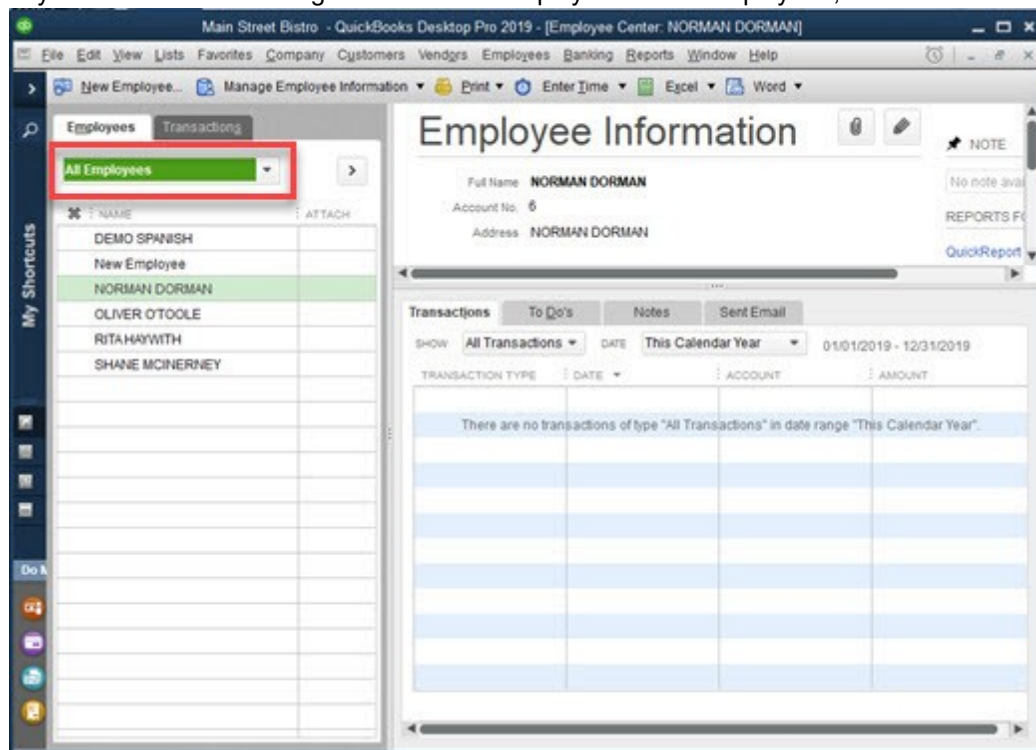 Main Street Bistro - QuickBooks Desktop Pro 2019 - [Employee Center: NORMAN DORMAN]
File Edit View Lists Favorites Company Customers Vendors Employees Banking Reports Window Help
New Employee... Manage Employee Information Print Enter Time Excel Word
Employees Transactions
All Employees
NAME ATTACH
DEMO SPANISH
New Employee
NORMAN DORMAN
OLIVER O'TOOLE
RITA HAYWITH
SHANE MCINERNEY
My Shortcuts
Do M
Employee Information
Full Name NORMAN DORMAN
Account No. 6
Address NORMAN DORMAN
NOTE
No note avai
REPORTS FO
QuickReport
Transactions To Do's Notes Sent Email
SHOW All Transactions DATE This Calendar Year 01/01/2019 - 12/31/2019
TRANSACTION TYPE DATE ACCOUNT AMOUNT
There are no transactions of type "All Transactions" in date range "This Calendar Year".